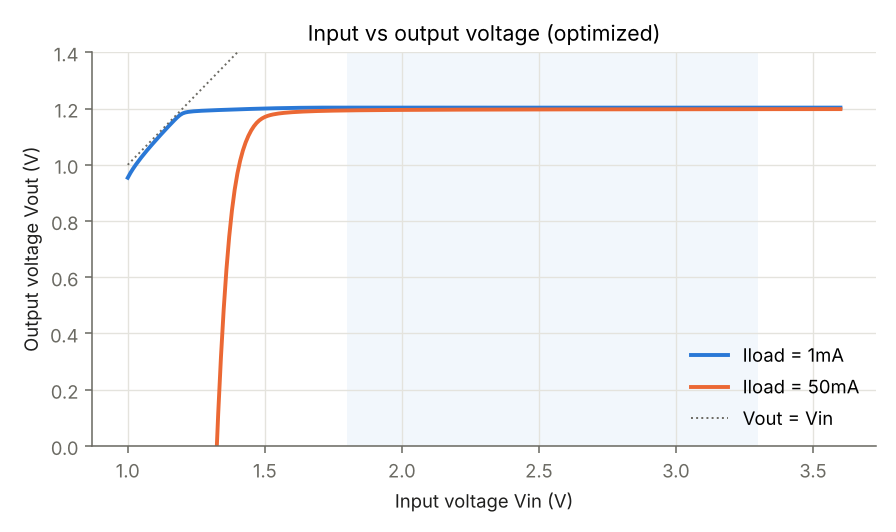 Input vs output voltage (optimized)
1.4
1.2
1.0
0.8
0.6
0.4
0.2
0.0
Output voltage Vout (V)
Iload = 1mA
Iload = 50mA
Vout = Vin
1.0 1.5 2.0 2.5 3.0 3.5
Input voltage Vin (V)